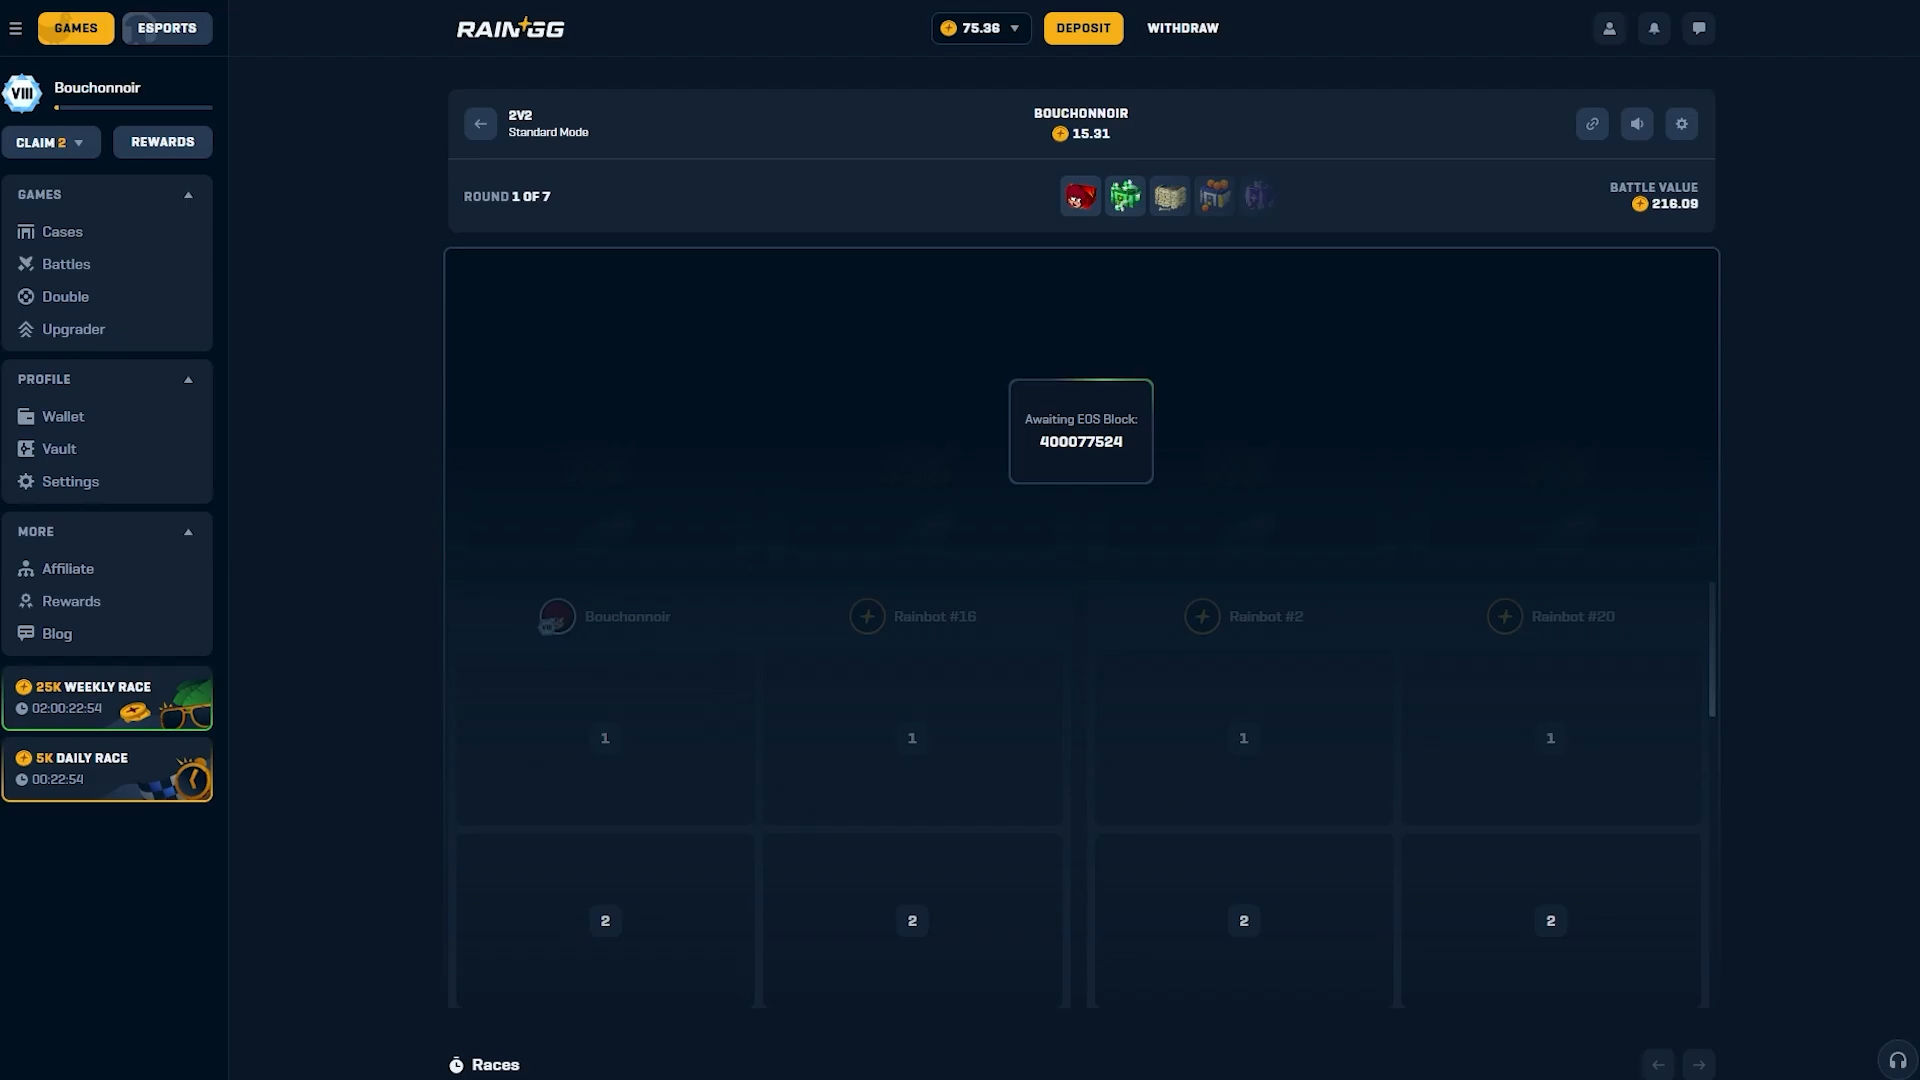 GAMES
ESPORTS
RAIN GG
75.36
DEPOSIT
WITHDRAW
VIII
Bouchonnoir
CLAIM 2
REWARDS
GAMES
Cases
Battles
Double
Upgrader
PROFILE
Wallet
Vault
Settings
MORE
Affiliate
Rewards
Blog
25K WEEKLY RACE
02:00:22:54
5K DAILY RACE
00:22:54
2V2
Standard Mode
BOUCHONNOIR
15.31
ROUND 1 OF 7
BATTLE VALUE
216.09
Awaiting EOS Block:
400077524
Bouchonnoir
Rainbot #16
Rainbot #2
Rainbot #20
1
1
1
1
2
2
2
2
Races